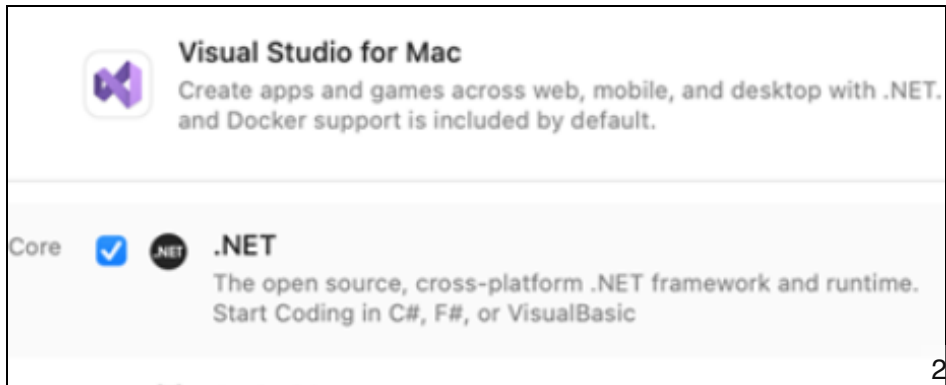 Visual Studio for Mac
Create apps and games across web, mobile, and desktop with .NET.
and Docker support is included by default.
Core .NET .NET
The open source, cross-platform .NET framework and runtime.
Start Coding in C#, F#, or VisualBasic
2